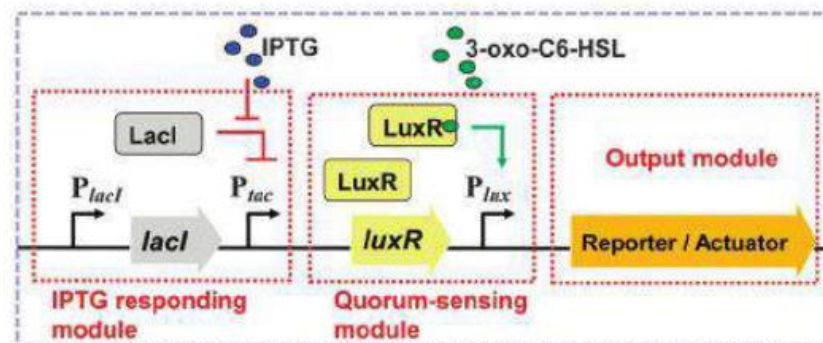 IPTG
3-oxo-C6-HSL
LacI
LuxR
LuxR
Output module
PlacI
Ptac
Plux
lacI
luxR
Reporter / Actuator
IPTG responding
module
Quorum-sensing
module